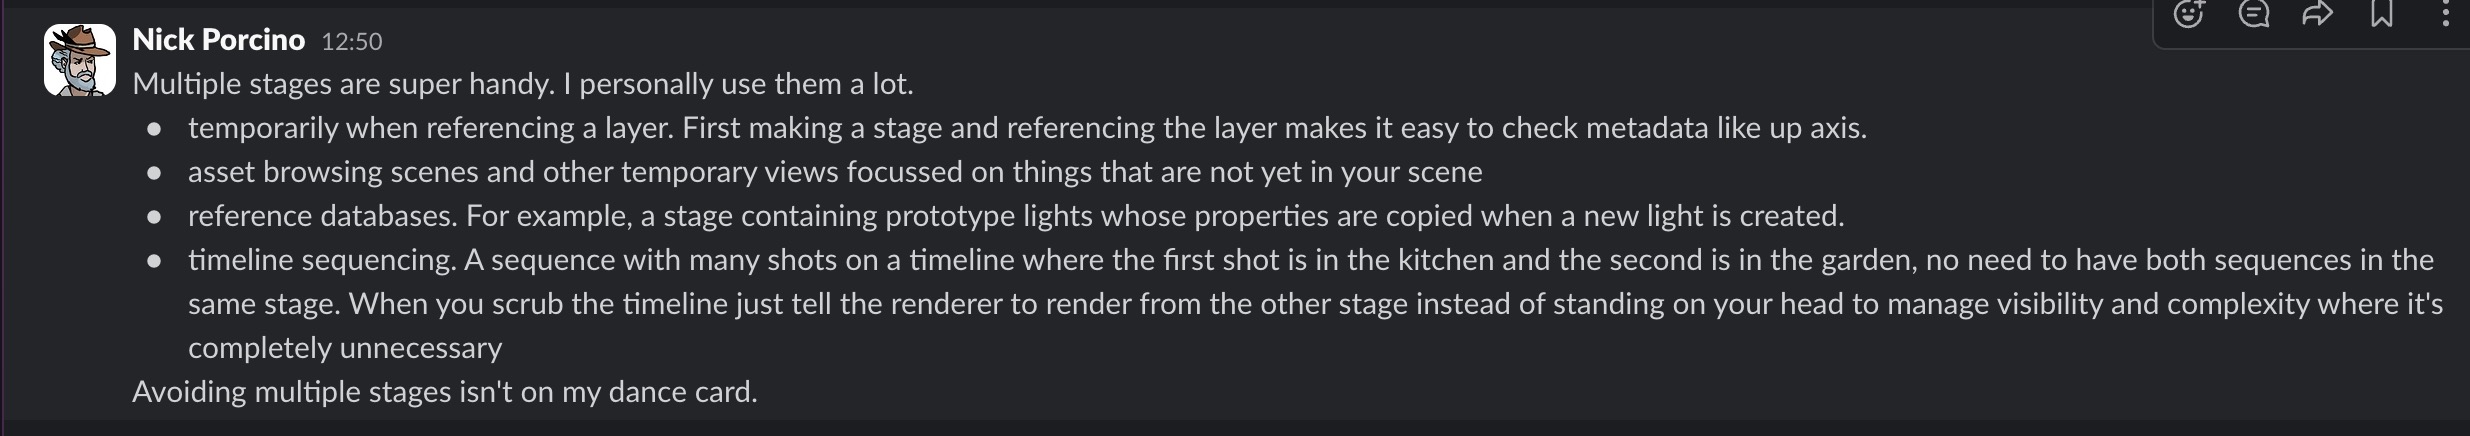 Nick Porcino 12:50
Multiple stages are super handy. I personally use them a lot.
• temporarily when referencing a layer. First making a stage and referencing the layer makes it easy to check metadata like up axis.
• asset browsing scenes and other temporary views focussed on things that are not yet in your scene
• reference databases. For example, a stage containing prototype lights whose properties are copied when a new light is created.
• timeline sequencing. A sequence with many shots on a timeline where the first shot is in the kitchen and the second is in the garden, no need to have both sequences in the
same stage. When you scrub the timeline just tell the renderer to render from the other stage instead of standing on your head to manage visibility and complexity where it's
completely unnecessary
Avoiding multiple stages isn't on my dance card.